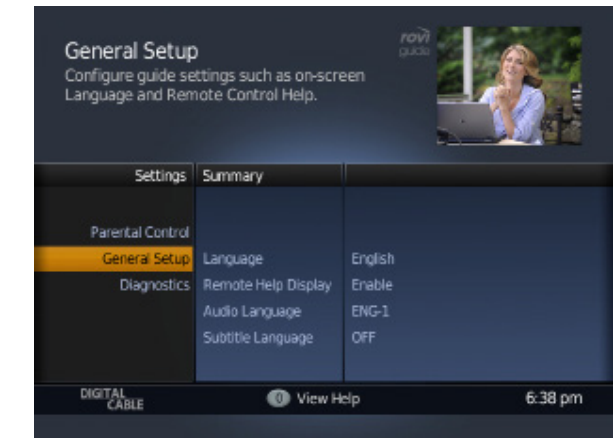 General Setup
Configure guide settings such as on-screen
Language and Remote Control Help.
rovi
guide
Settings Summary
Parental Control
General Setup Language English
Diagnostics Remote Help Display Enable
Audio Language ENG-1
Subtitle Language OFF
DIGITAL
CABLE
0 View Help
6:38 pm